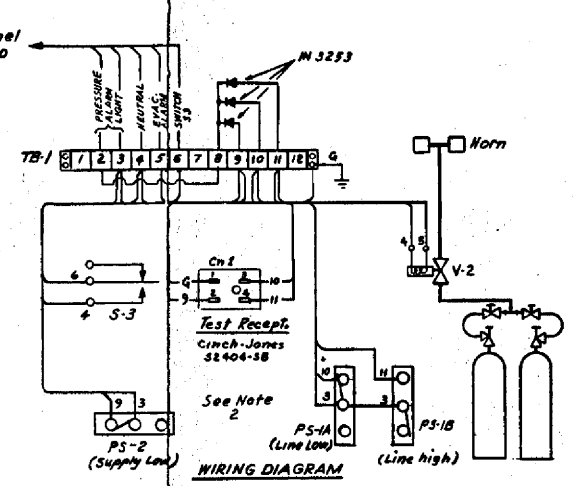 nel
IN 3253
PRESSURE
ALARM
LIGHT
NEUTRAL
EVAC.
ALARM
SWITCH
S3
Horn
TB-1 1 2 3 4 5 6 7 8 9 10 11 12 G
4 5
V-2
Cn 1
6 G 1 3 10
4 S-3 9 2 4 11
Test Recept.
Cinch-Jones
S2404-SB
See Note
2
10 11
3 3
9 3
PS-1A
(Line low)
PS-1B
(Line high)
PS-2
(Supply Low)
WIRING DIAGRAM